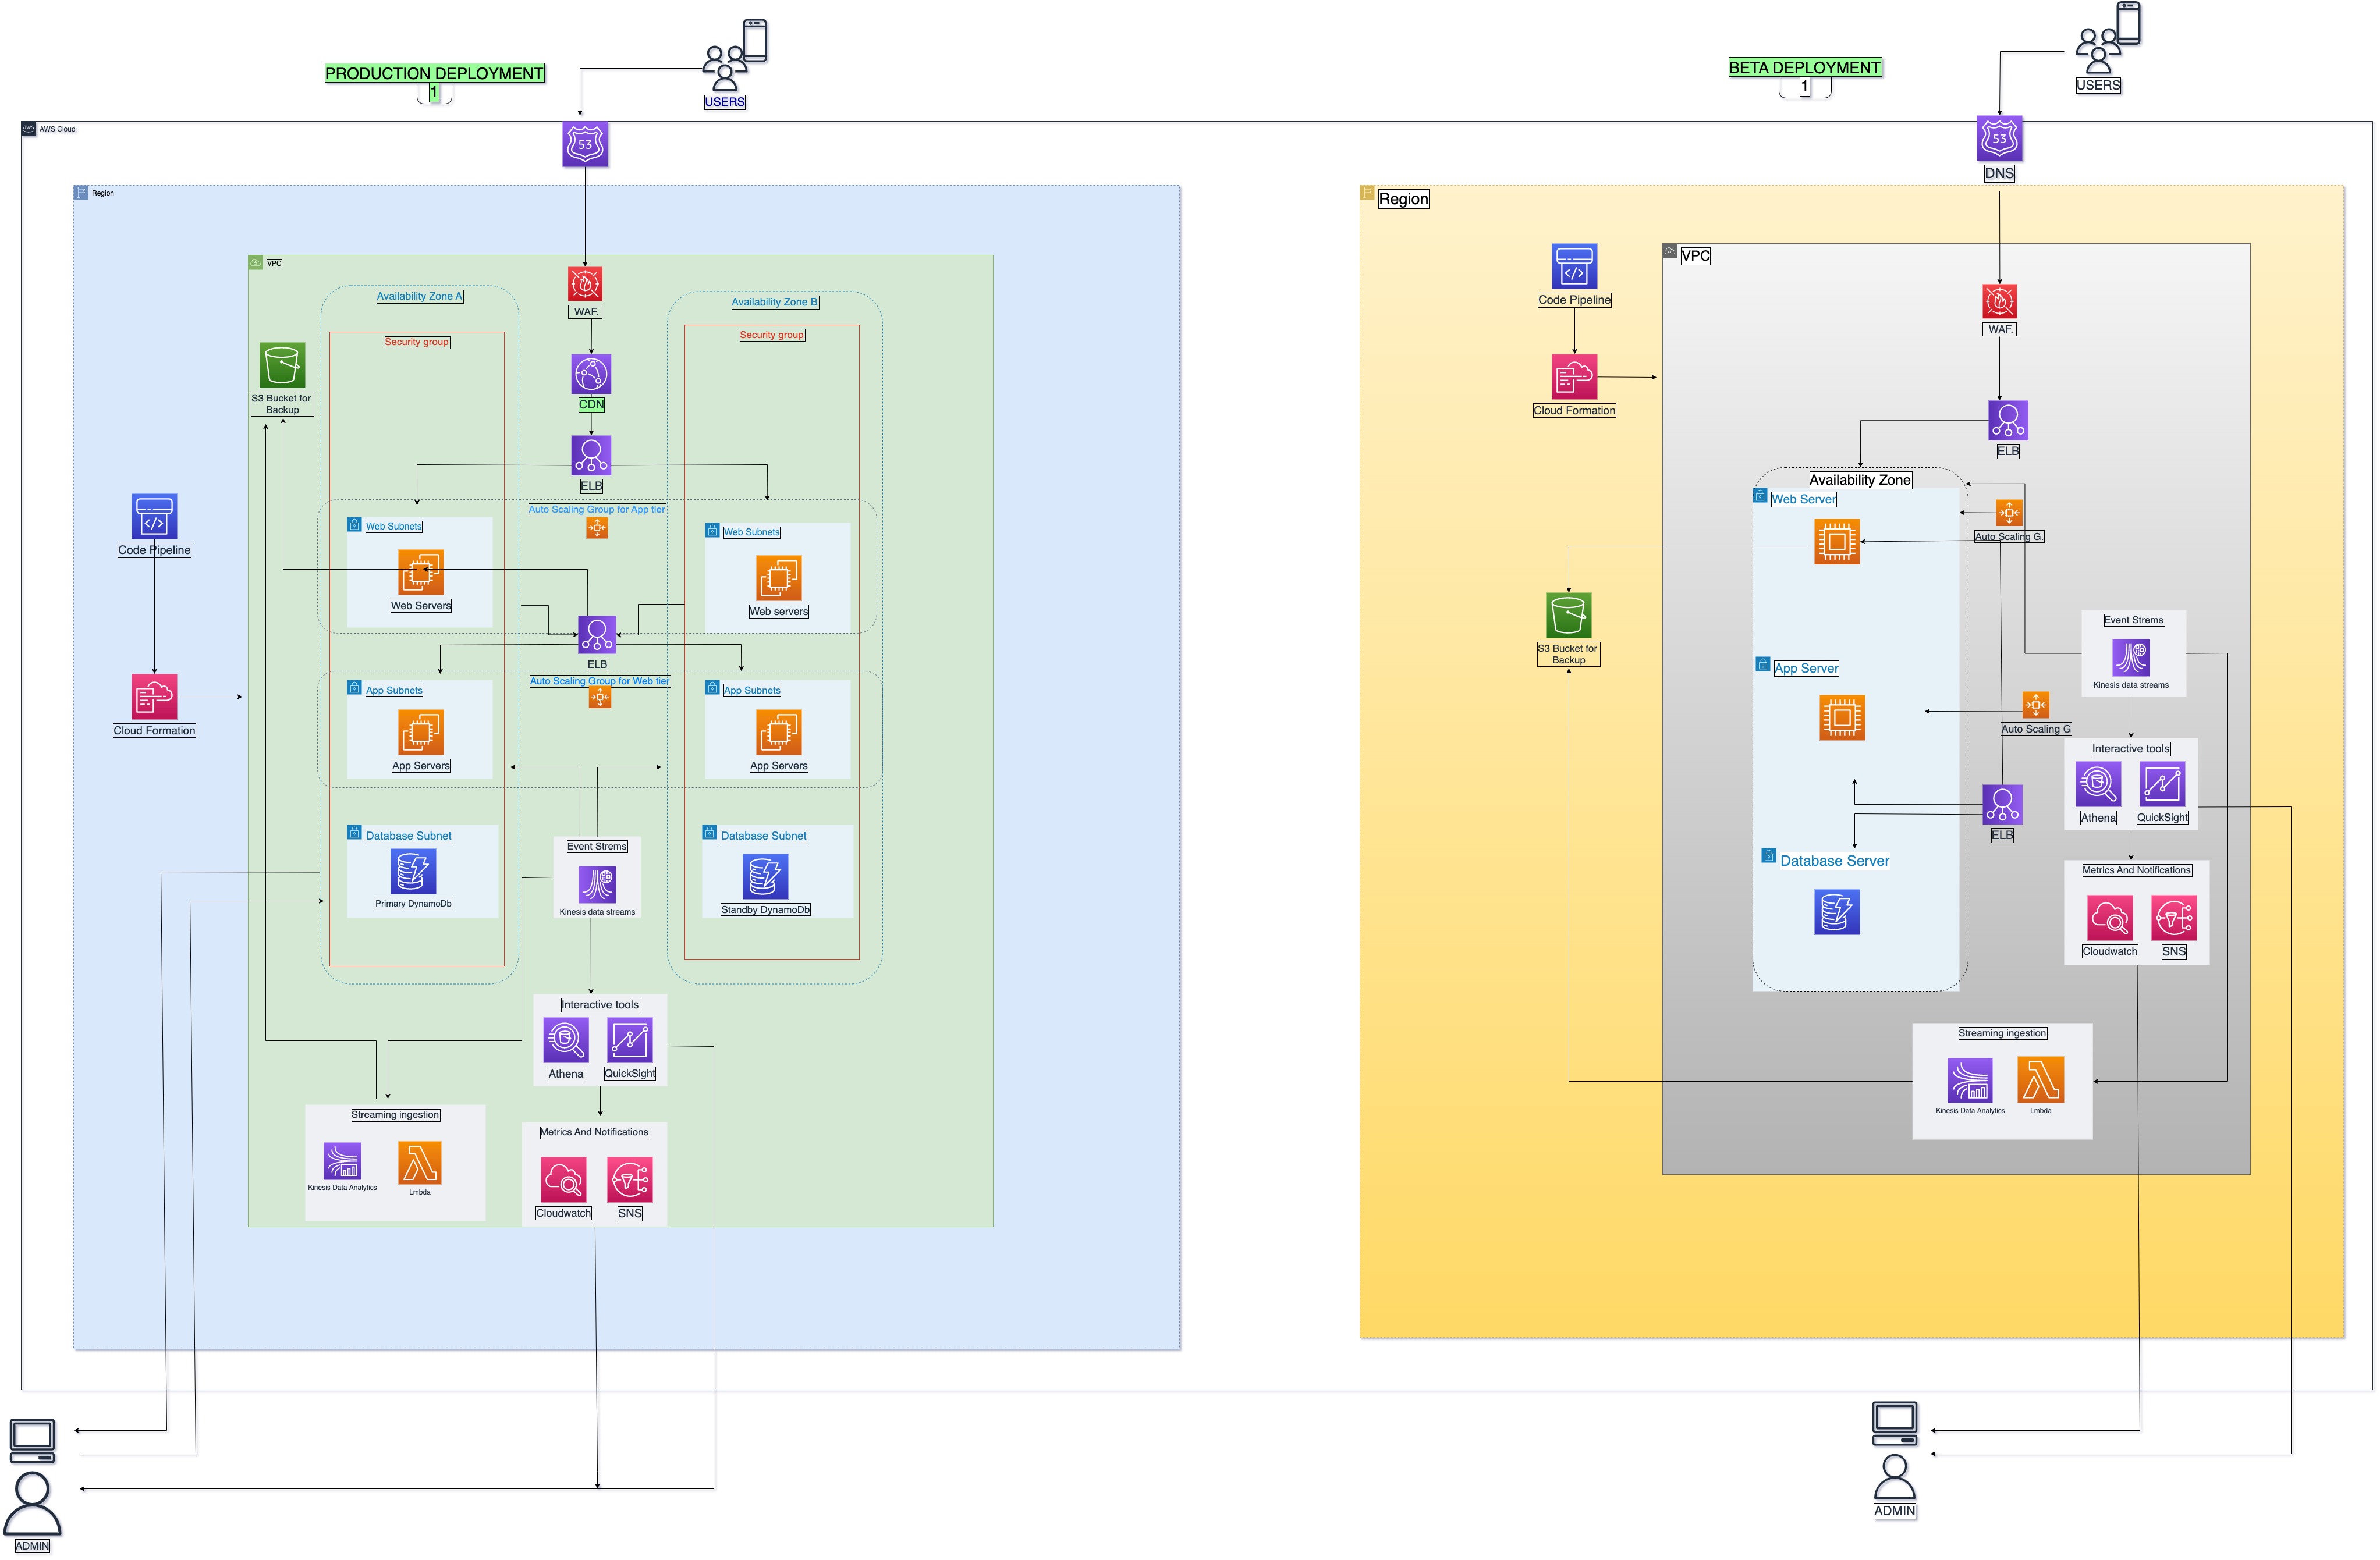 PRODUCTION DEPLOYMENT
1
USERS
BETA DEPLOYMENT
1
USERS
aws
AWS Cloud
53
53
DNS
Region
VPC
WAF.
Availability Zone A
Availability Zone B
Security group
Security group
S3 Bucket for
Backup
CDN
ELB
Auto Scaling Group for App tier
Web Subnets
Web Subnets
Code Pipeline
Web Servers
Web servers
ELB
Auto Scaling Group for Web tier
App Subnets
App Subnets
Cloud Formation
App Servers
App Servers
Database Subnet
Database Subnet
Event Strems
Primary DynamoDb
Standby DynamoDb
Kinesis data streams
Interactive tools
Athena
QuickSight
Streaming ingestion
Metrics And Notifications
Kinesis Data Analytics
Lmbda
Cloudwatch
SNS
ADMIN
Region
VPC
Code Pipeline
WAF.
Cloud Formation
ELB
Availability Zone
Web Server
Auto Scaling G.
Event Strems
S3 Bucket for
Backup
App Server
Kinesis data streams
Auto Scaling G
Interactive tools
Athena
QuickSight
ELB
Database Server
Metrics And Notifications
Cloudwatch
SNS
Streaming ingestion
Kinesis Data Analytics
Lmbda
ADMIN